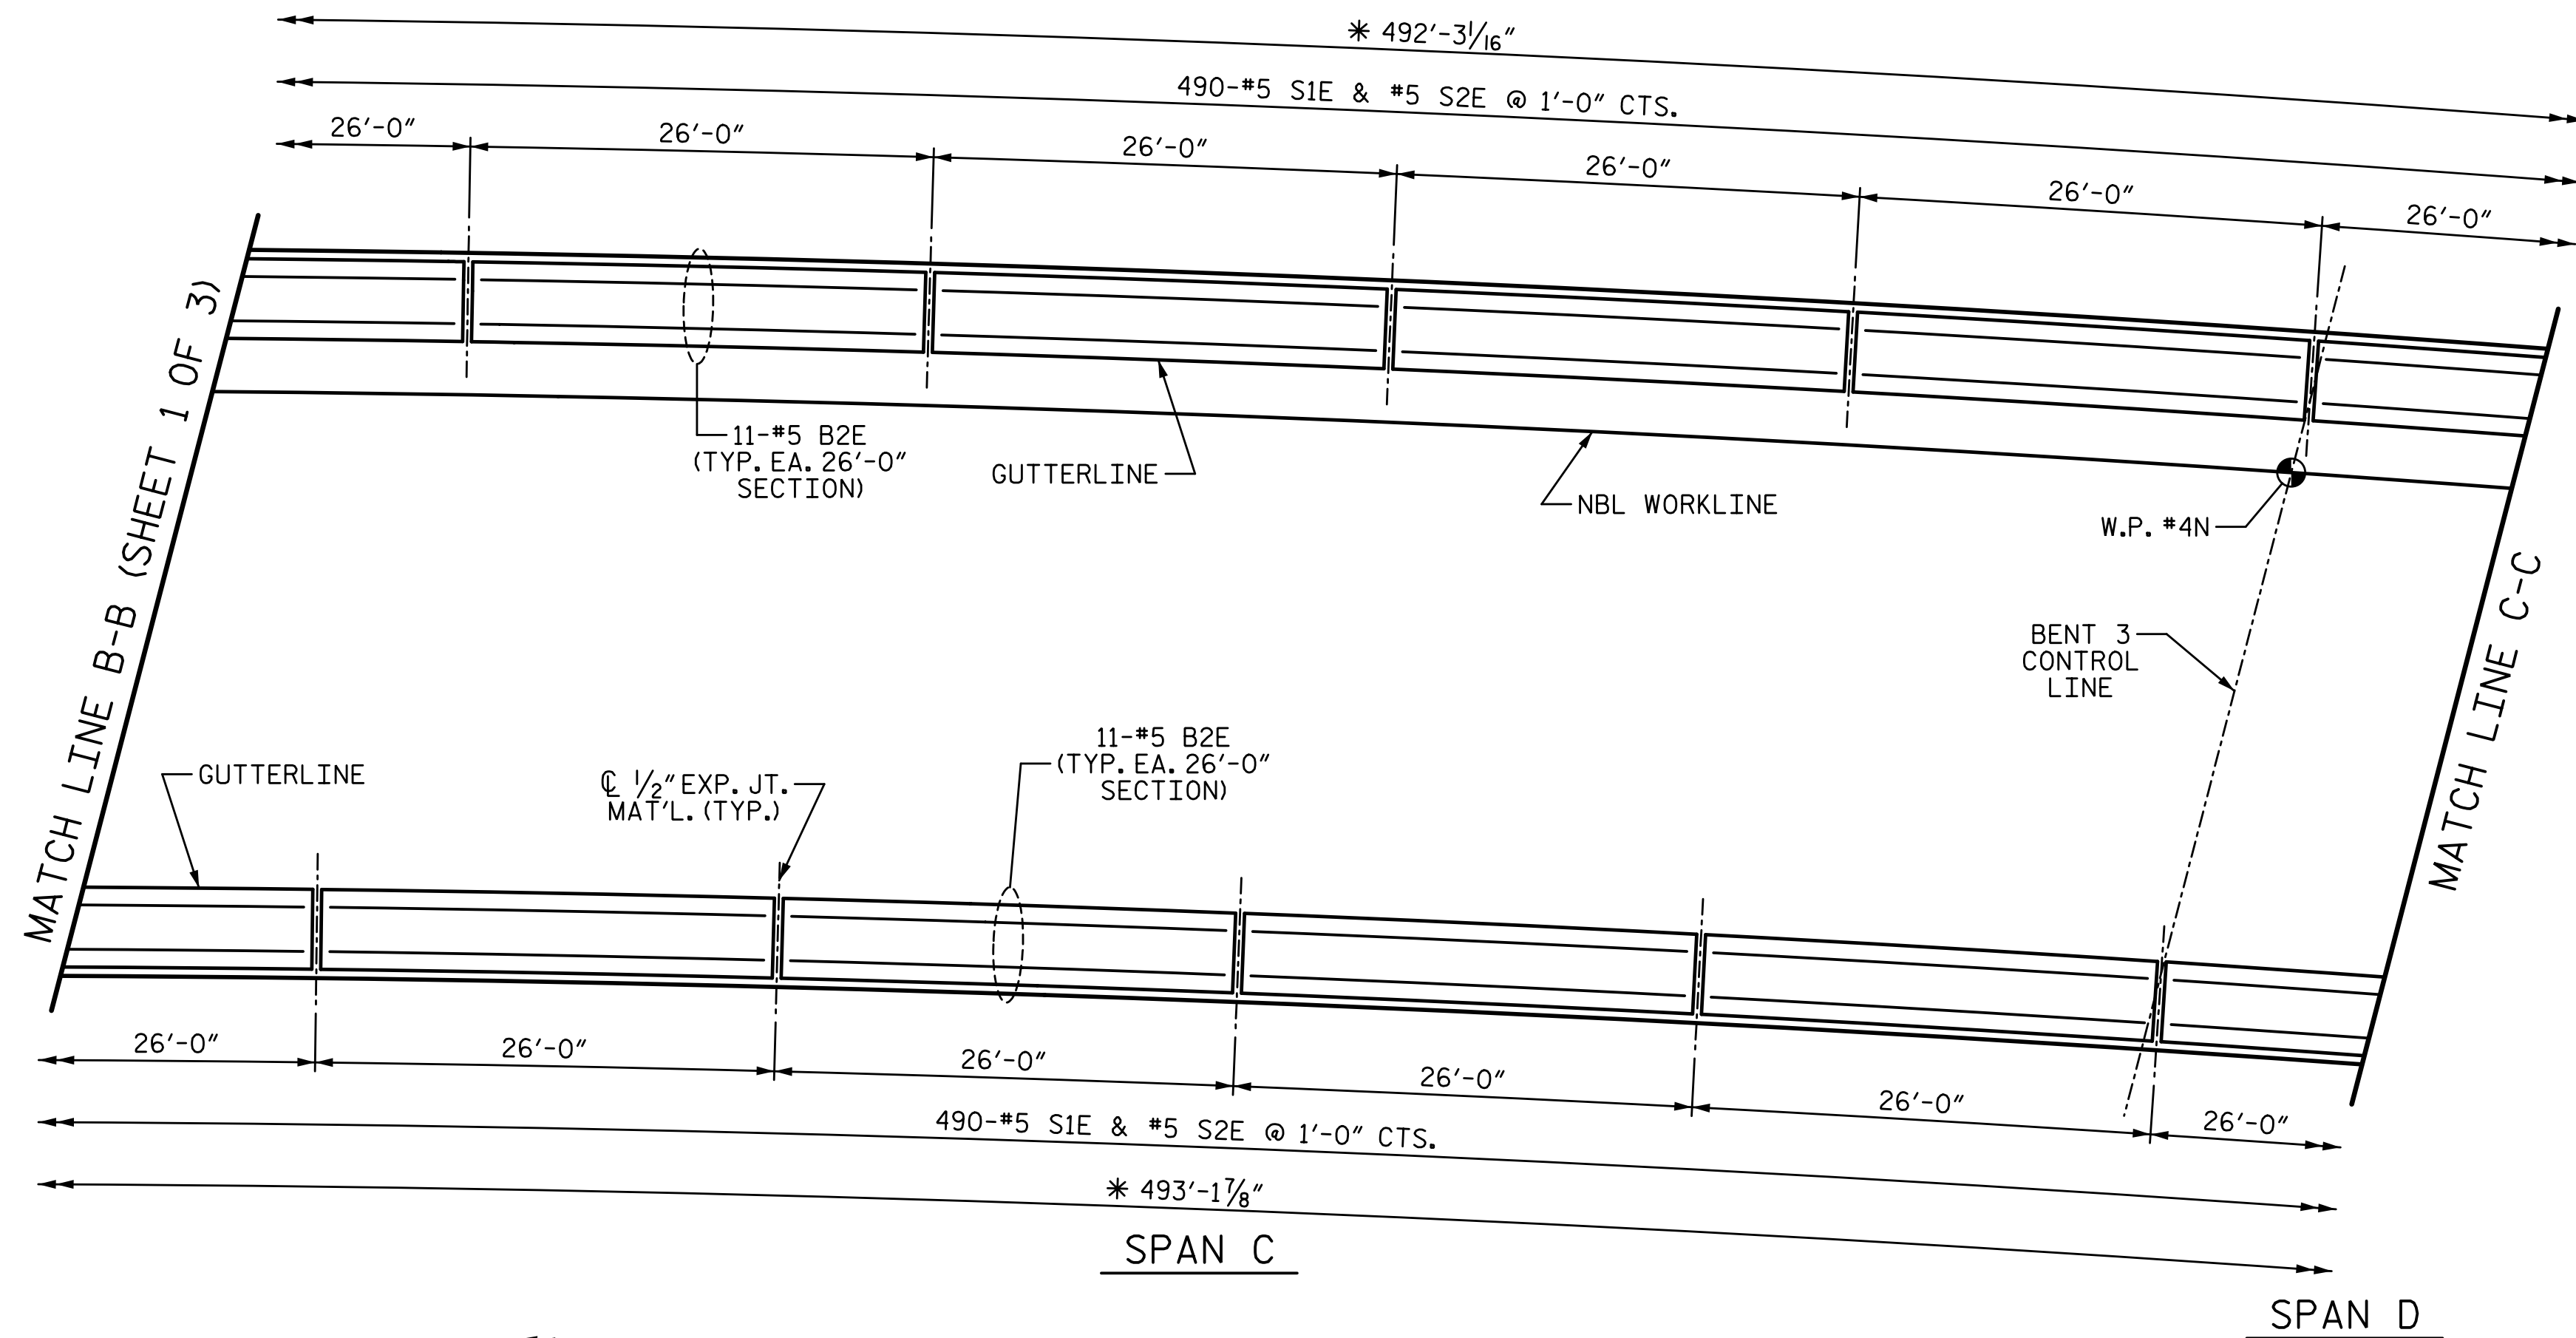 ✳ 492'-3 1/16"
490-#5 S1E & #5 S2E @ 1'-0" CTS.
26'-0"
26'-0"
26'-0"
26'-0"
26'-0"
26'-0"
MATCH LINE B-B (SHEET 1 OF 3)
11-#5 B2E
(TYP. EA. 26'-0"
SECTION)
GUTTERLINE
NBL WORKLINE
W.P. #4N
BENT 3
CONTROL
LINE
MATCH LINE C-C
GUTTERLINE
℄ 1/2" EXP. JT.
MAT'L. (TYP.)
11-#5 B2E
(TYP. EA. 26'-0"
SECTION)
26'-0"
26'-0"
26'-0"
26'-0"
26'-0"
26'-0"
490-#5 S1E & #5 S2E @ 1'-0" CTS.
✳ 493'-1 7/8"
SPAN C
SPAN D